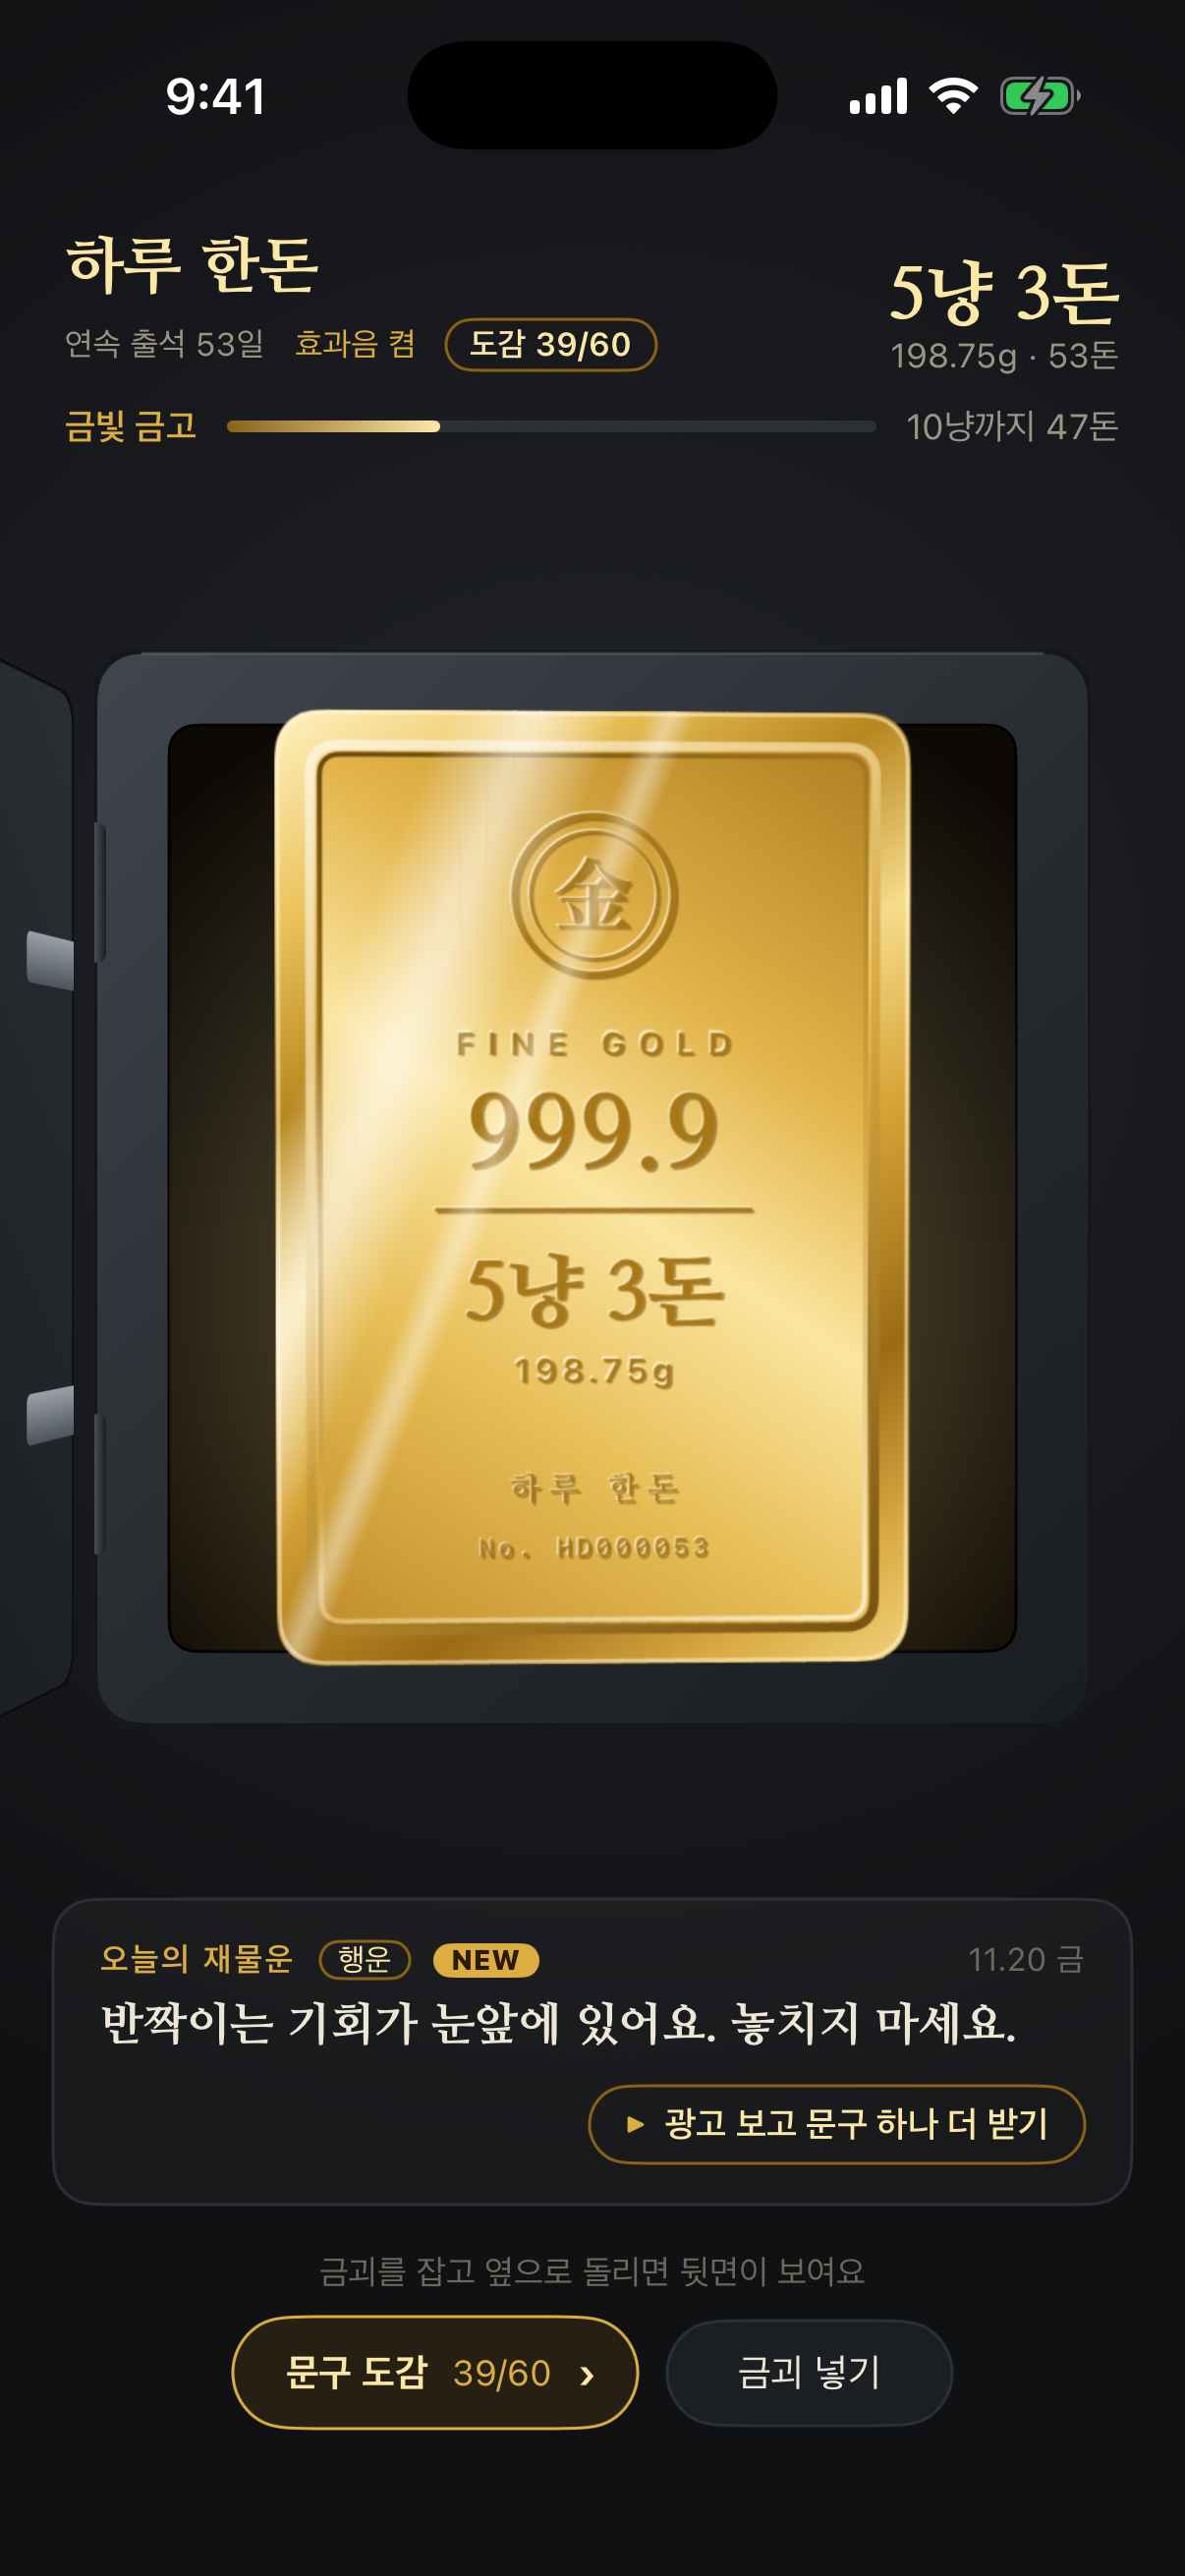 9:41
하루 한돈
5냥 3돈
연속 출석 53일 효과음 켬 도감 39/60
198.75g · 53돈
금빛 금고 10냥까지 47돈
金
FINE GOLD
999.9
5냥 3돈
198.75g
하루 한돈
No. HD000053
오늘의 재물운 행운 NEW 11.20 금
반짝이는 기회가 눈앞에 있어요. 놓치지 마세요.
▶ 광고 보고 문구 하나 더 받기
금괴를 잡고 옆으로 돌리면 뒷면이 보여요
문구 도감 39/60 › 금괴 넣기